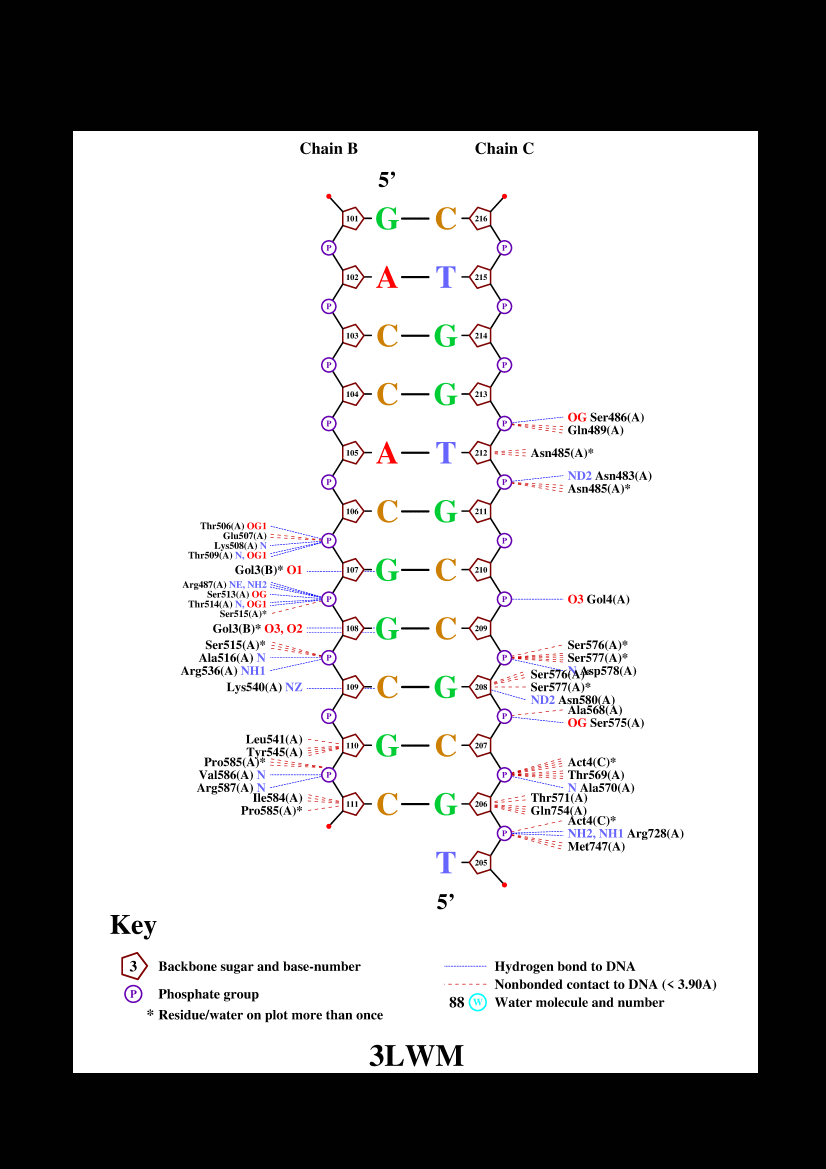 Chain B Chain C
5’
101 G C 216
P P
102 A T 215
P P
103 C G 214
P P
104 C G 213
P P OG Ser486(A)
Gln489(A)
105 A T 212 Asn485(A)*
P P ND2 Asn483(A)
Asn485(A)*
106 C G 211
Thr506(A) OG1
Glu507(A)
Lys508(A) N
Thr509(A) N, OG1
P P
Gol3(B)* O1 107 G C 210
Arg487(A) NE, NH2
Ser513(A) OG
Thr514(A) N, OG1
Ser515(A)*
P P O3 Gol4(A)
Gol3(B)* O3, O2 108 G C 209
Ser515(A)*
Ala516(A) N
Arg536(A) NH1
P P Ser576(A)*
Ser577(A)*
N Asp578(A)
Lys540(A) NZ 109 C G 208 Ser576(A)*
Ser577(A)*
ND2 Asn580(A)
P P Ala568(A)
OG Ser575(A)
Leu541(A)
Tyr545(A)
110 G C 207
Pro585(A)*
Val586(A) N
Arg587(A) N
P P Act4(C)*
Thr569(A)
N Ala570(A)
Ile584(A)
Pro585(A)*
111 C G 206 Thr571(A)
Gln754(A)
P Act4(C)*
NH2, NH1 Arg728(A)
Met747(A)
T 205
5’
Key
3 Backbone sugar and base-number
P Phosphate group
* Residue/water on plot more than once
Hydrogen bond to DNA
Nonbonded contact to DNA (< 3.90A)
88 W Water molecule and number
3LWM